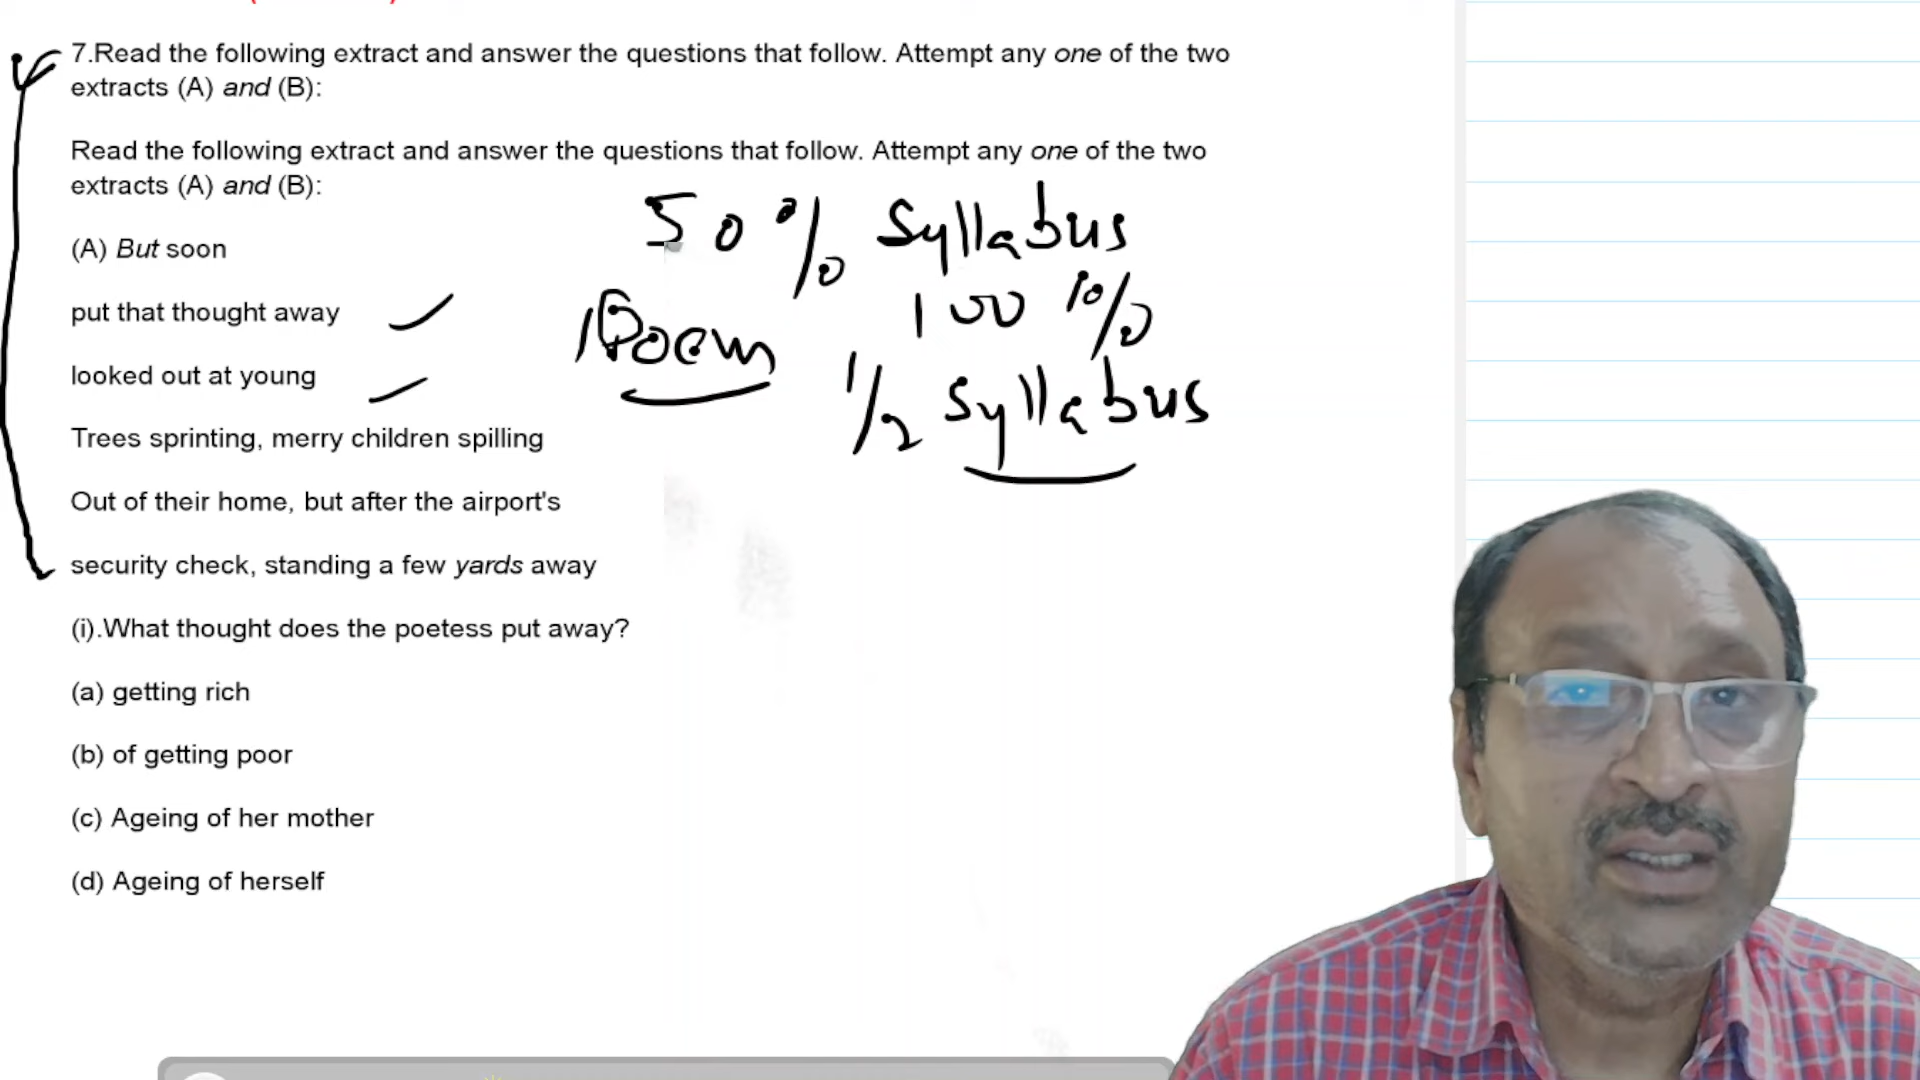 7.Read the following extract and answer the questions that follow. Attempt any one of the two
extracts (A) and (B):
Read the following extract and answer the questions that follow. Attempt any one of the two
extracts (A) and (B):
50% Syllabus
(A) But soon
100%
put that thought away
Poem
looked out at young
1/2 Syllabus
Trees sprinting, merry children spilling
Out of their home, but after the airport's
security check, standing a few yards away
(i).What thought does the poetess put away?
(a) getting rich
(b) of getting poor
(c) Ageing of her mother
(d) Ageing of herself